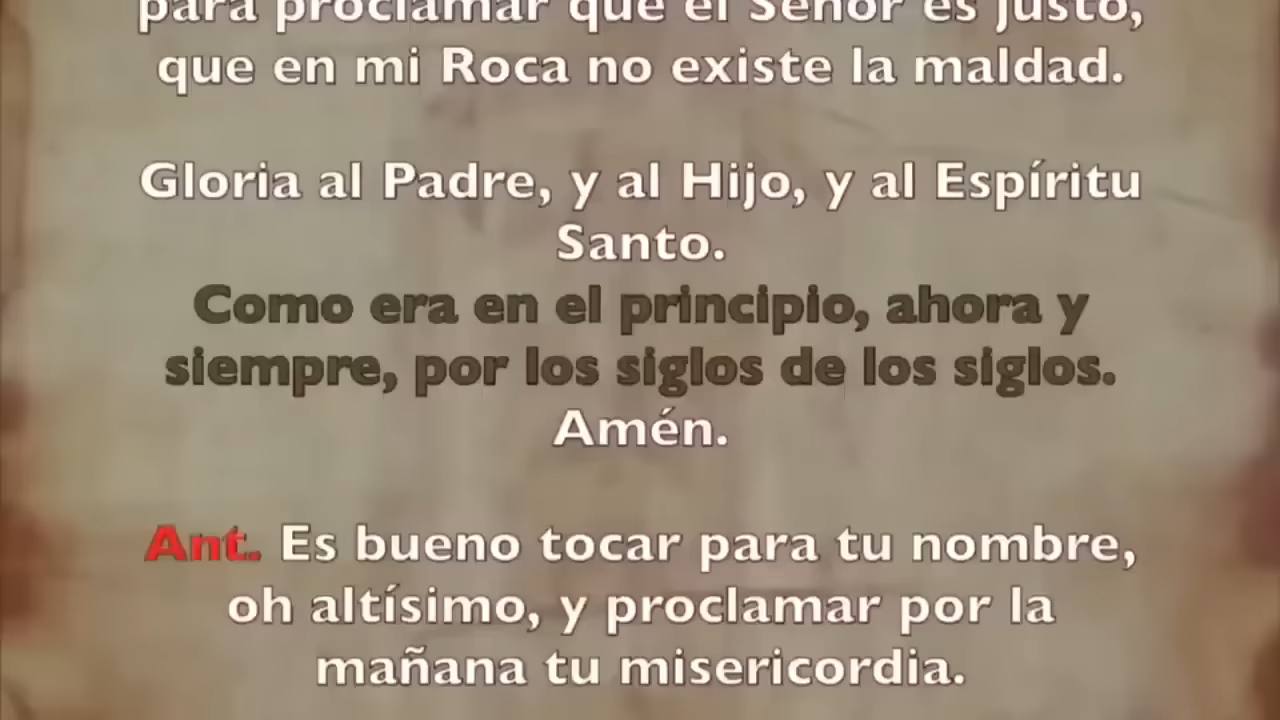 para proclamar que el Señor es justo,
que en mi Roca no existe la maldad.
Gloria al Padre, y al Hijo, y al Espíritu
Santo.
Como era en el principio, ahora y
siempre, por los siglos de los siglos.
Amén.
Ant. Es bueno tocar para tu nombre,
oh altísimo, y proclamar por la
mañana tu misericordia.